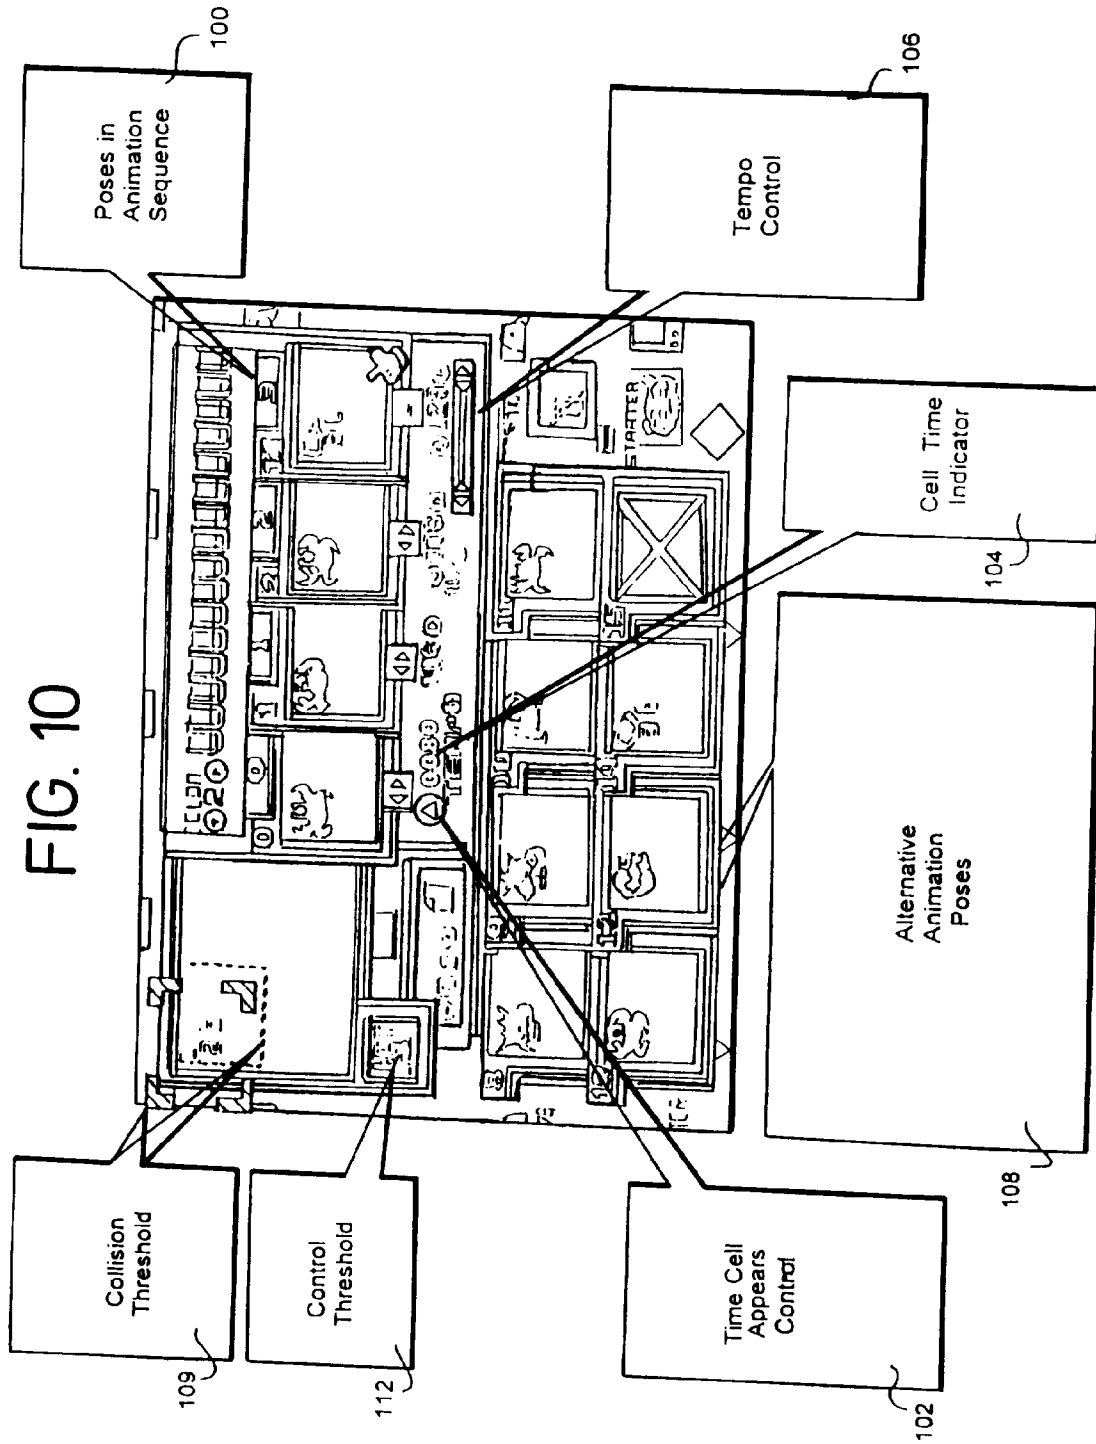 FIG. 10
Collision
Threshold
109
Control
Threshold
112
Time Cell
Appears
Control
102
Poses in
Animation
Sequence
100
Tempo
Control
106
Cell Time
Indicator
104
Alternative
Animation
Poses
108
TEMPO
STARTER